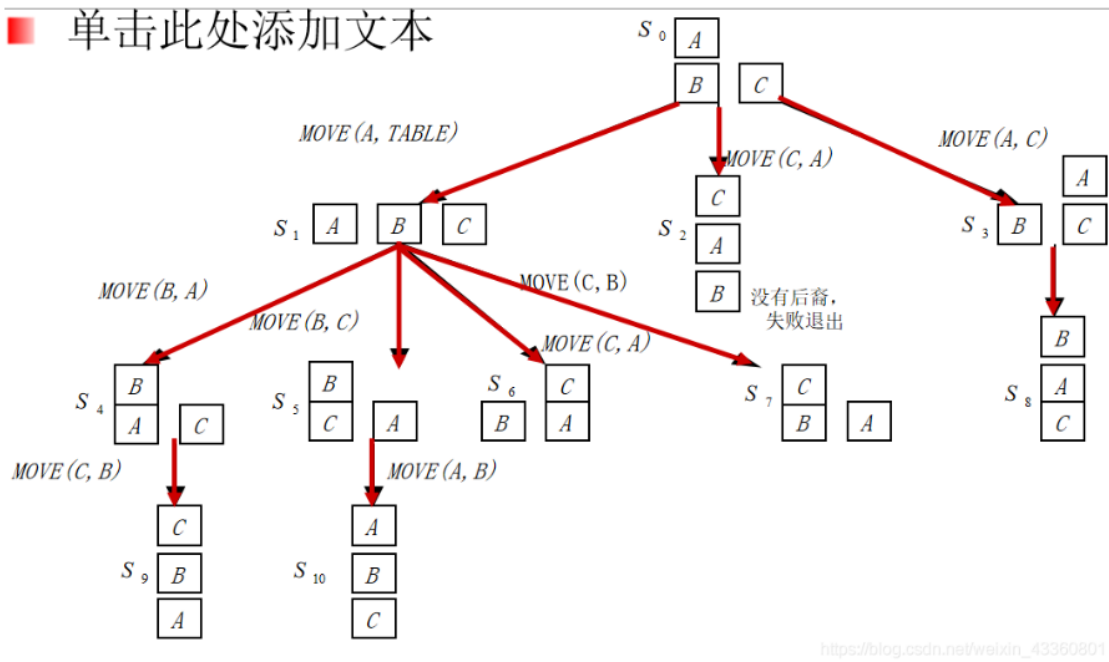 单击此处添加文本
S0 A
B C
MOVE(A, TABLE)
MOVE(C, A)
MOVE(A, C)
S1 A B C
S2 C
A
B
没有后裔，
失败退出
A
S3 B C
MOVE(B, A)
MOVE(B, C)
MOVE(C, A)
MOVE(C, B)
S4 B
A C
S5 B
C A
S6 C
B A
S7 C
B A
B
S8 A
C
MOVE(C, B)
MOVE(A, B)
C
S9 B
A
A
S10 B
C
https://blog.csdn.net/weixin_43360801